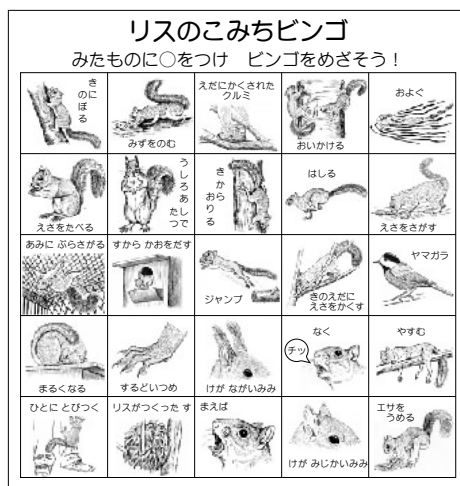 リスのこみちビンゴ
みたものに○をつけ　ビンゴをめざそう！
きに
のぼる
みずをのむ
えだにかくされた
クルミ
おいかける
およぐ
えさをたべる
うしろあしで
たつ
きから
おりる
はしる
えさをさがす
あみに ぶらさがる
すから かおをだす
ジャンプ
きのえだに
えさをかくす
ヤマガラ
まるくなる
するどいつめ
けが ながいみみ
なく
チッ
やすむ
ひとに とびつく
リスがつくった す
まえば
けが みじかいみみ
エサを
うめる